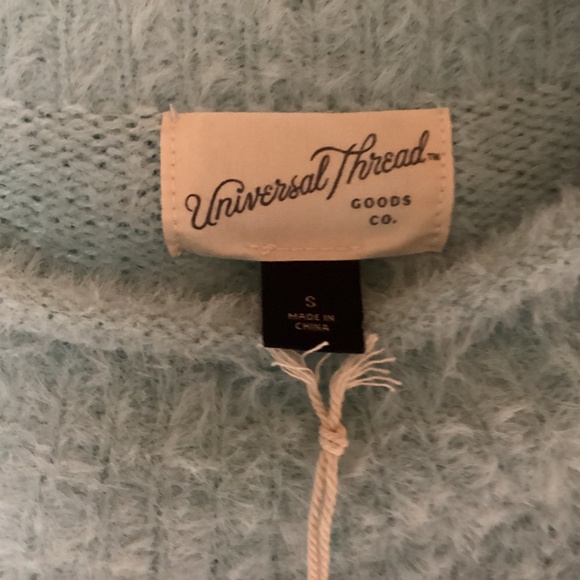 Universal Thread™
GOODS
CO.
S
MADE IN
CHINA